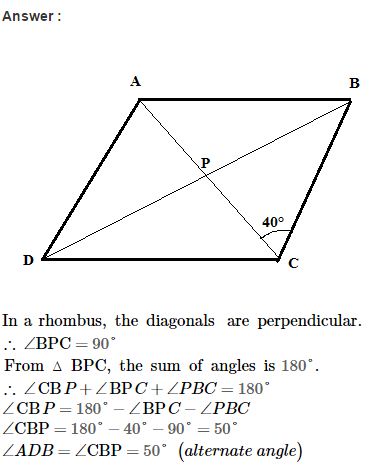 Answer :
A
B
P
40°
D
C
In a rhombus, the diagonals are perpendicular.
∴ ∠BPC = 90°
From △ BPC, the sum of angles is 180°.
∴ ∠CBP + ∠BPC + ∠PBC = 180°
∠CBP = 180° − ∠BPC − ∠PBC
∠CBP = 180° − 40° − 90° = 50°
∠ADB = ∠CBP = 50° (alternate angle)